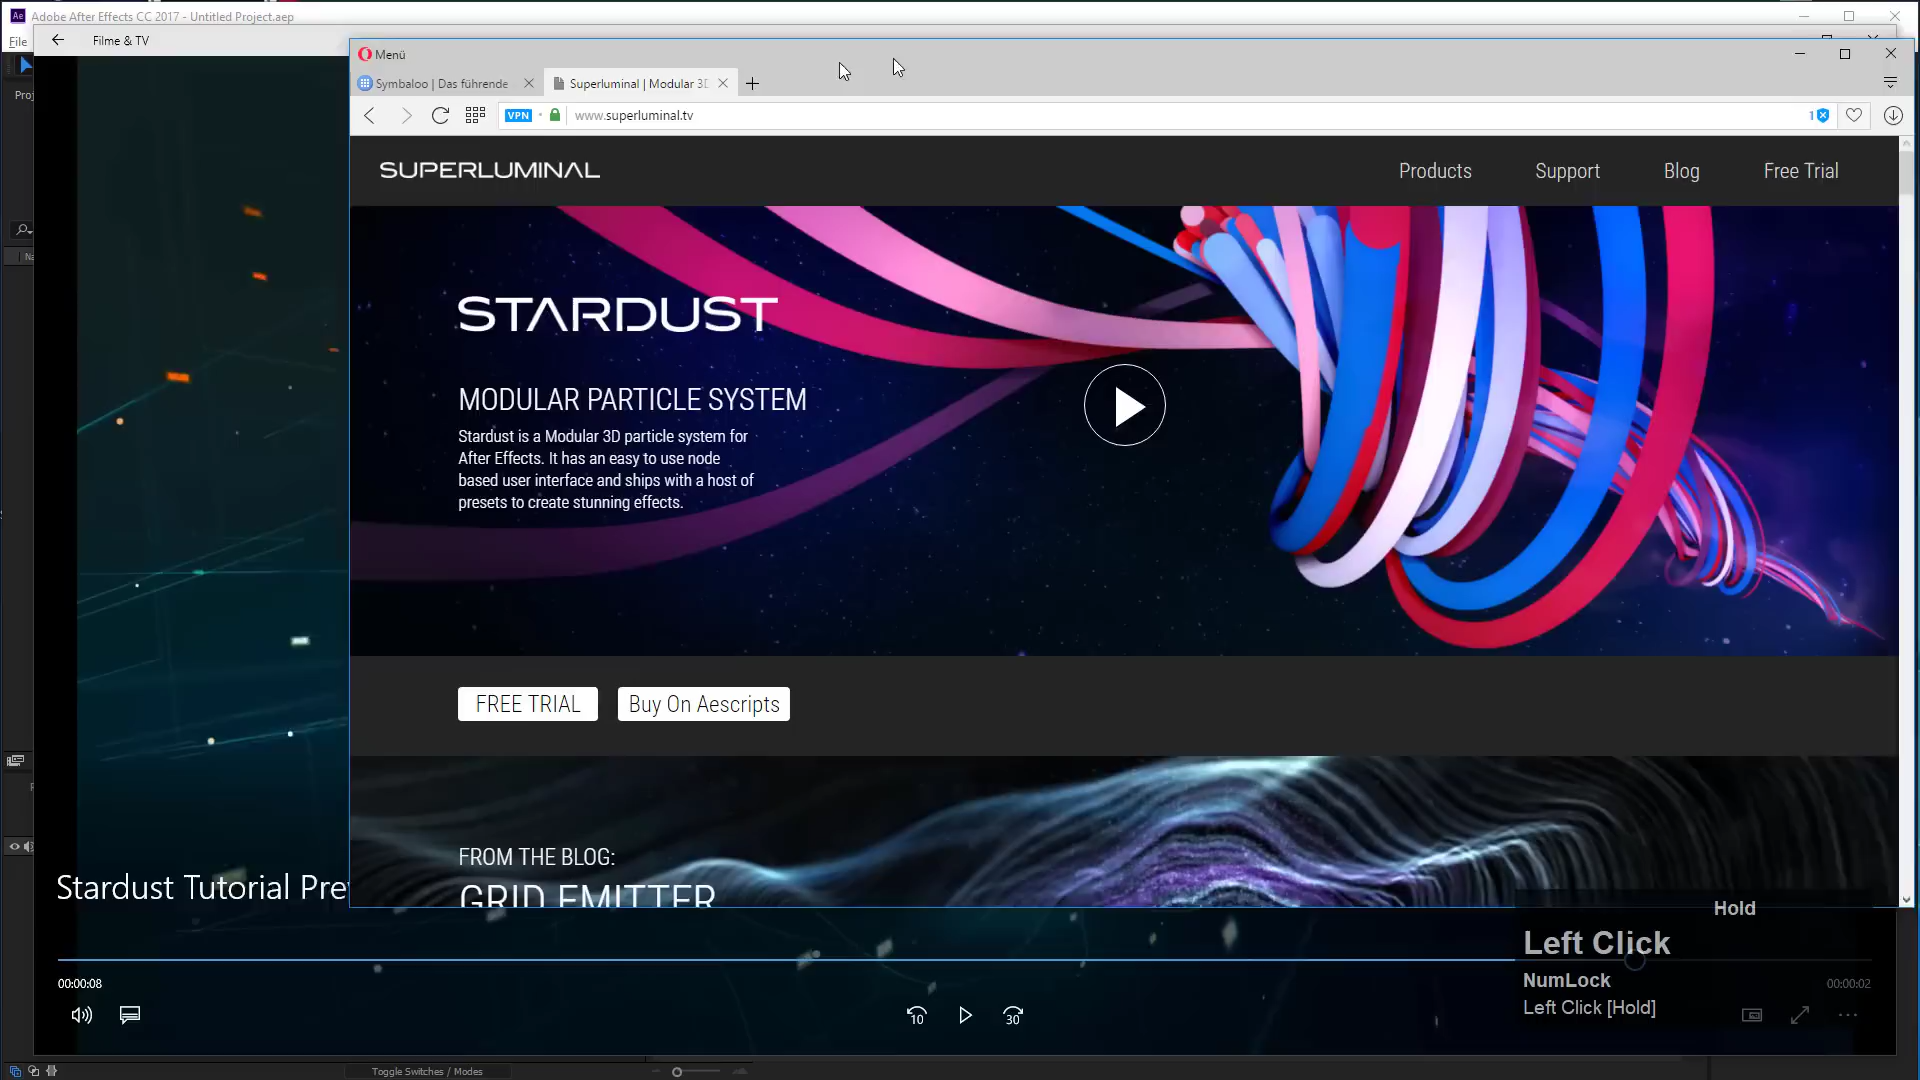 Adobe After Effects CC 2017 - Untitled Project.aep
File
Filme & TV
Menü
Symbaloo | Das führende
Superluminal | Modular 3D
VPN
www.superluminal.tv
1
Proj
SUPERLUMINAL
Products
Support
Blog
Free Trial
STARDUST
MODULAR PARTICLE SYSTEM
Stardust is a Modular 3D particle system for
After Effects. It has an easy to use node
based user interface and ships with a host of
presets to create stunning effects.
FREE TRIAL
Buy On Aescripts
FROM THE BLOG:
GRID EMITTER
Stardust Tutorial Pre
Hold
Left Click
NumLock
Left Click [Hold]
00:00:08
00:00:02
10
30
Toggle Switches / Modes